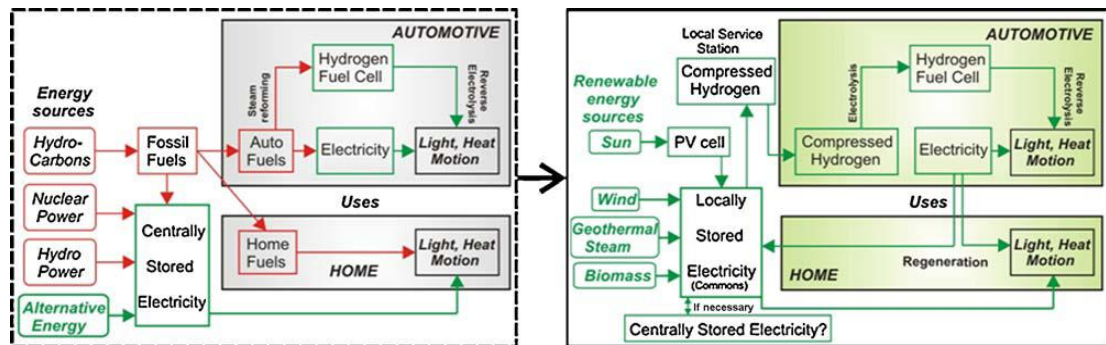 AUTOMOTIVE
Hydrogen
Fuel Cell
Steam
reforming
Reverse
Electrolysis
Energy
sources
Hydro-
Carbons
Fossil
Fuels
Auto
Fuels
Electricity
Light, Heat
Motion
Nuclear
Power
Uses
Centrally
Stored
Electricity
Hydro
Power
Home
Fuels
Light, Heat
Motion
HOME
Alternative
Energy
AUTOMOTIVE
Local Service
Station
Compressed
Hydrogen
Hydrogen
Fuel Cell
Electrolysis
Reverse
Electrolysis
Renewable
energy
sources
Sun
PV cell
Compressed
Hydrogen
Electricity
Light, Heat
Motion
Wind
Locally
Stored
Electricity
(Commons)
Uses
Geothermal
Steam
Biomass
Light, Heat
Motion
Regeneration
HOME
If necessary
Centrally Stored Electricity?